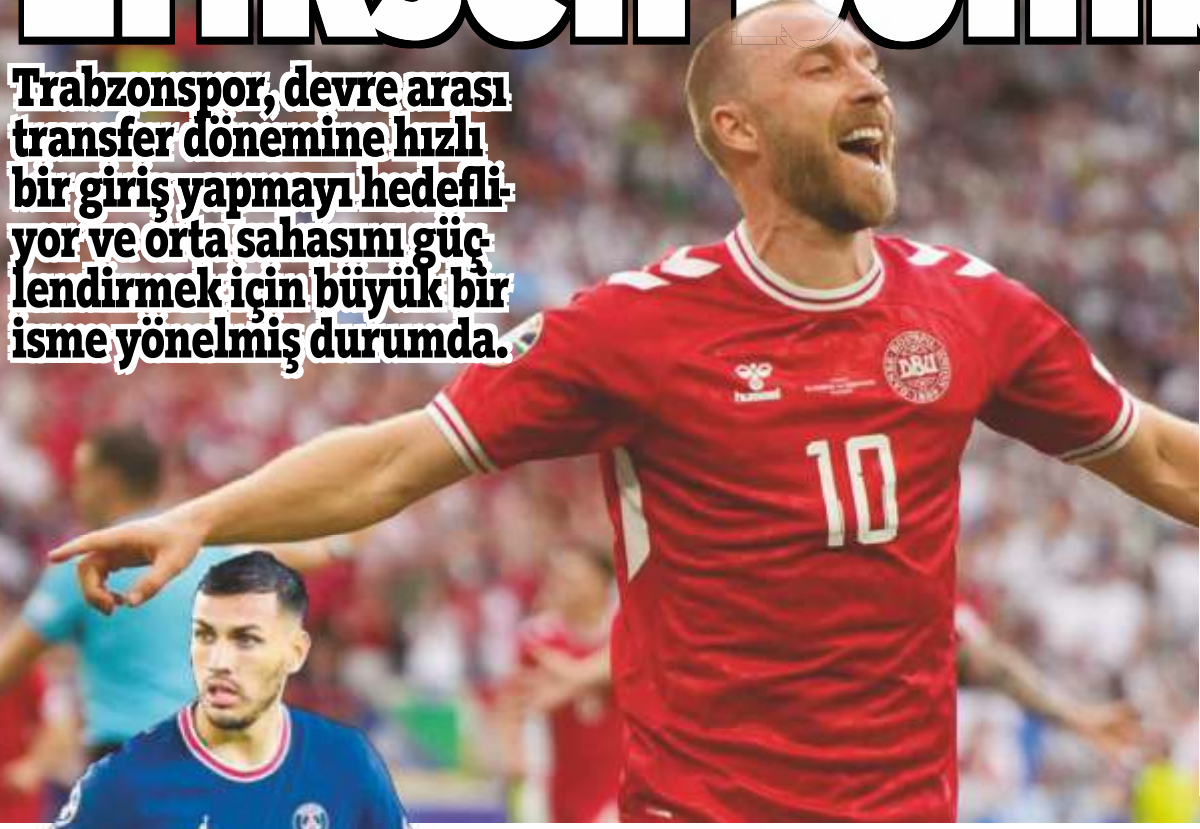 Trabzonspor, devre arası
transfer dönemine hızlı
bir giriş yapmayı hedefli-
yor ve orta sahasını güç-
lendirmek için büyük bir
isme yönelmiş durumda.
hummel
DBU
10